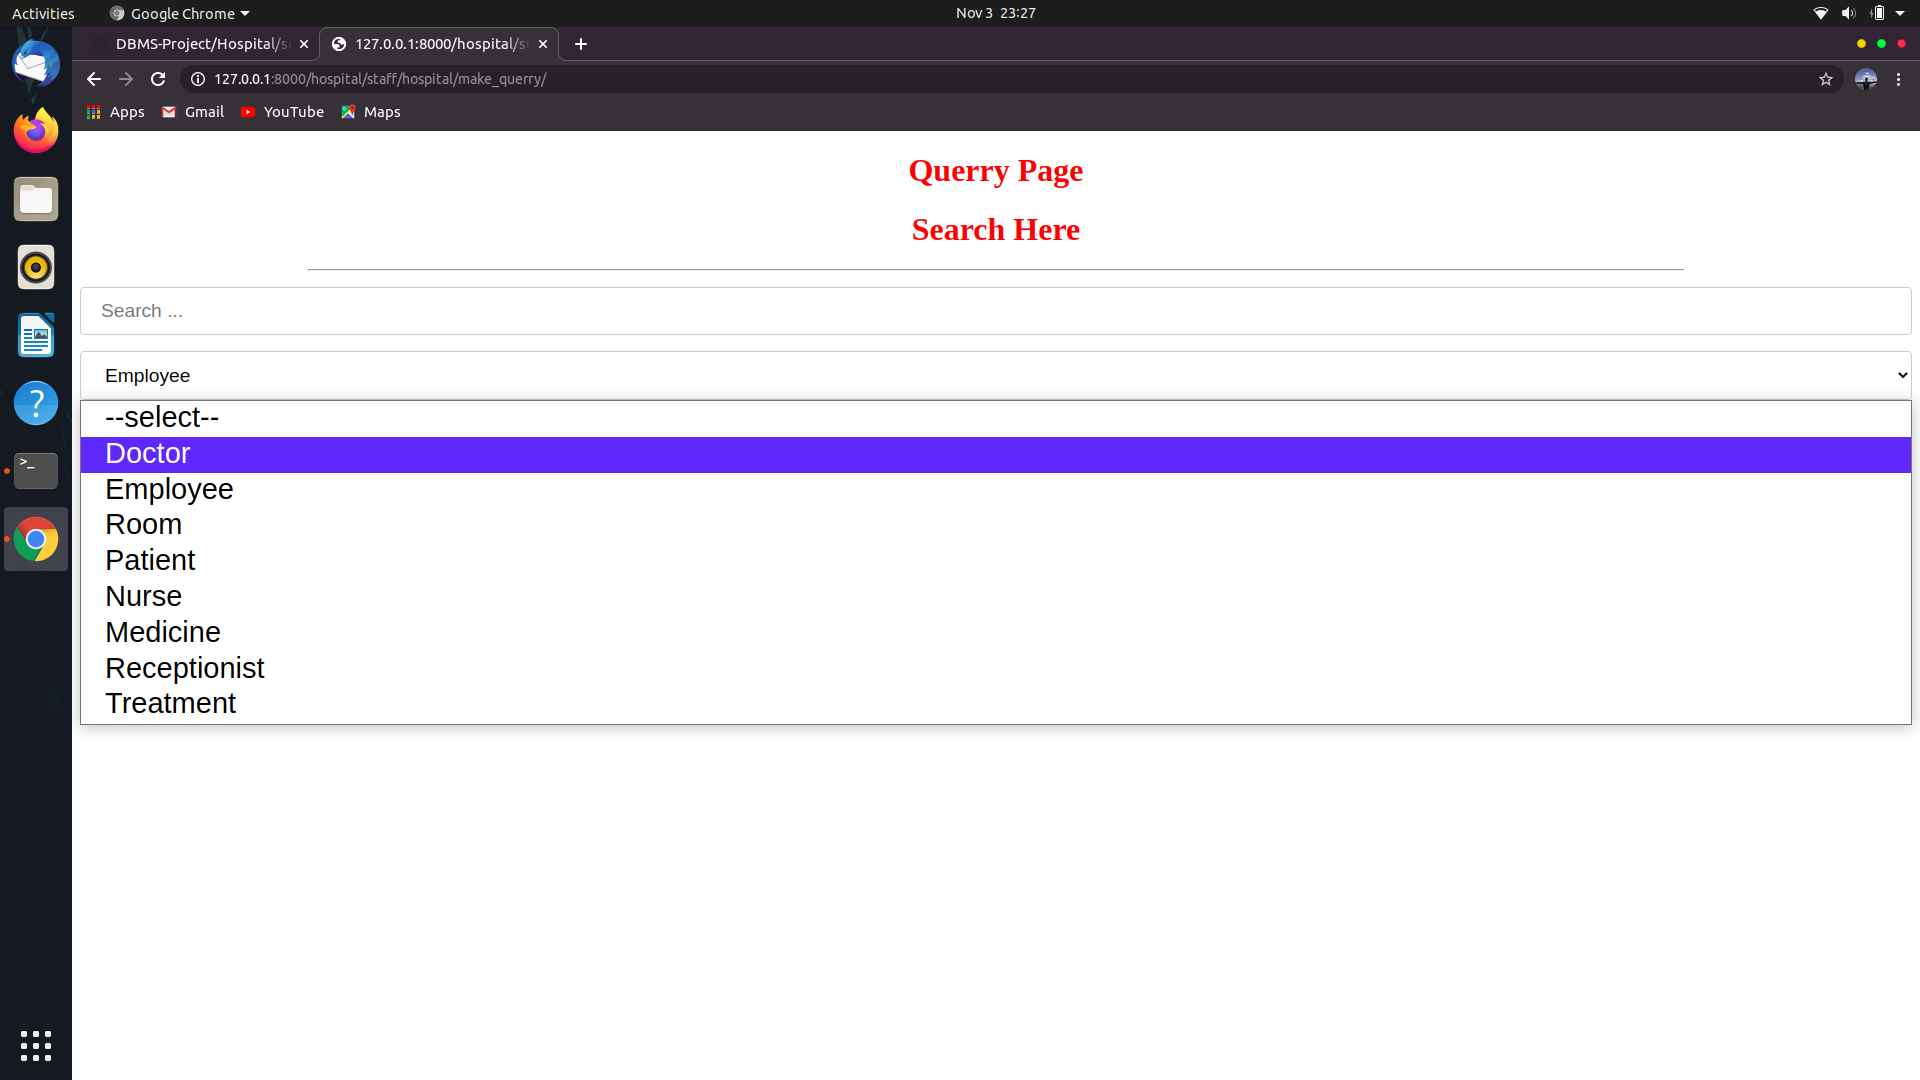 Activities Google Chrome Nov 3 23:27
DBMS-Project/Hospital/s 127.0.0.1:8000/hospital/st
127.0.0.1:8000/hospital/staff/hospital/make_querry/
Apps Gmail YouTube Maps
Querry Page
Search Here
Search ...
Employee
--select--
Doctor
Employee
Room
Patient
Nurse
Medicine
Receptionist
Treatment